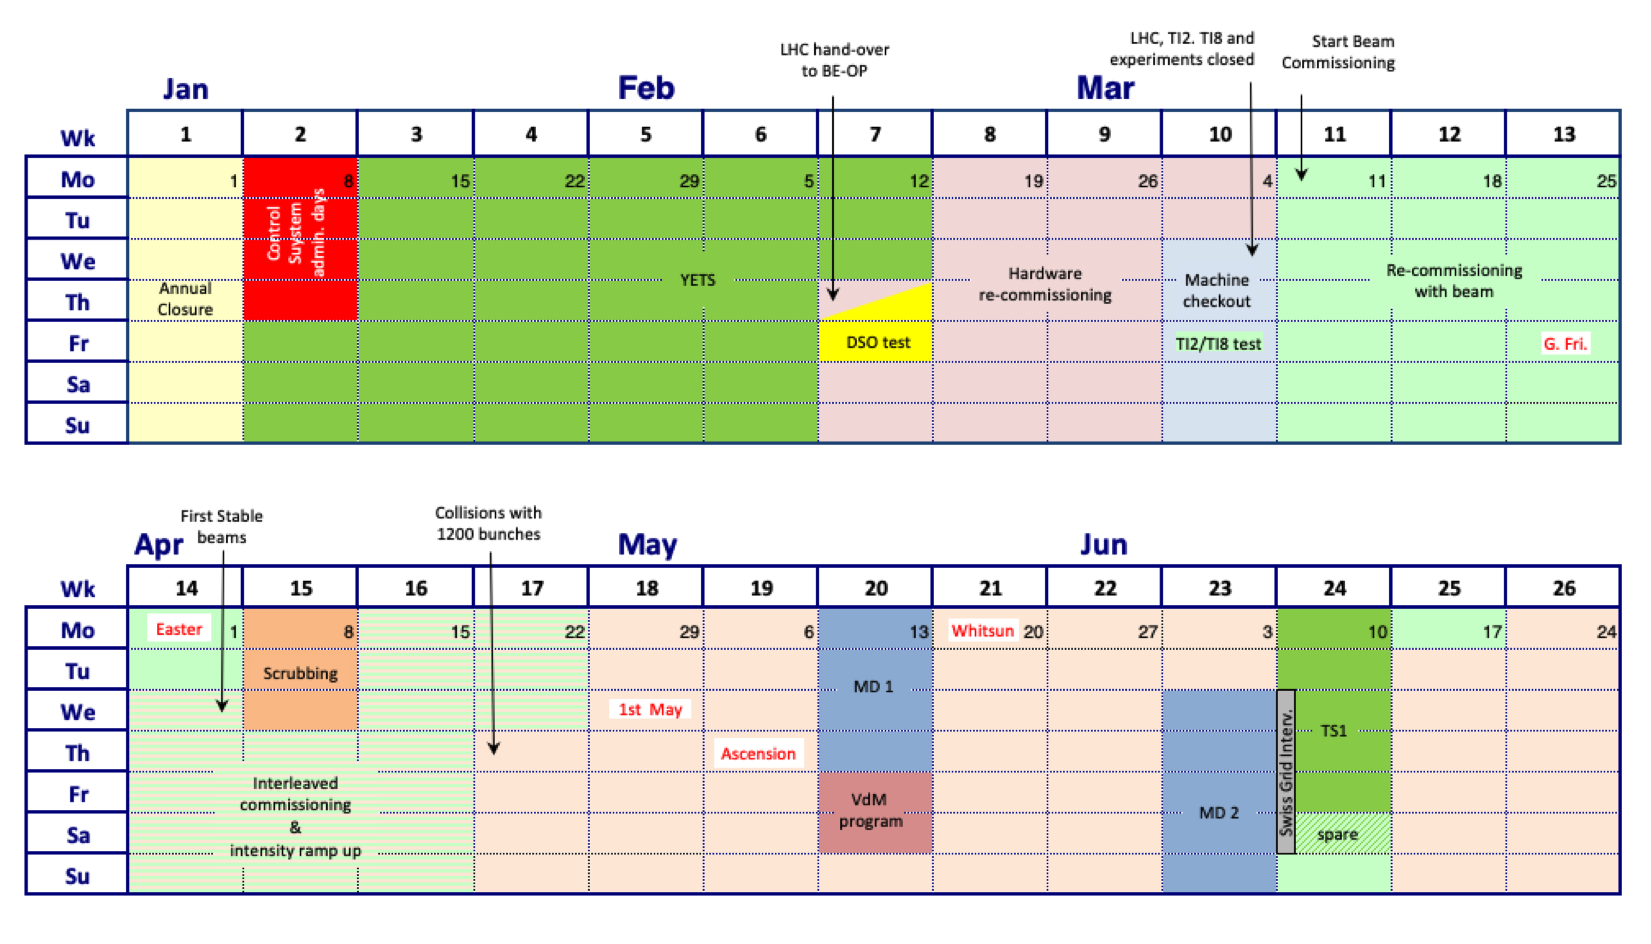 LHC hand-over
to BE-OP
LHC, TI2. TI8 and
experiments closed
Start Beam
Commissioning
Jan Feb Mar
Wk 1 2 3 4 5 6 7 8 9 10 11 12 13
Mo 1 8 15 22 29 5 12 19 26 4 11 18 25
Tu
We
Th
Fr
Sa
Su
Annual
Closure
Control
Suystem
admin. days
YETS
DSO test
Hardware
re-commissioning
Machine
checkout
TI2/TI8 test
Re-commissioning
with beam
G. Fri.
First Stable
beams
Collisions with
1200 bunches
Apr May Jun
Wk 14 15 16 17 18 19 20 21 22 23 24 25 26
Mo Easter 1 8 15 22 29 6 13 Whitsun 20 27 3 10 17 24
Tu
We
Th
Fr
Sa
Su
Scrubbing
Interleaved
commissioning
&
intensity ramp up
1st May
Ascension
MD 1
VdM
program
MD 2
Swiss Grid Interv.
TS1
spare